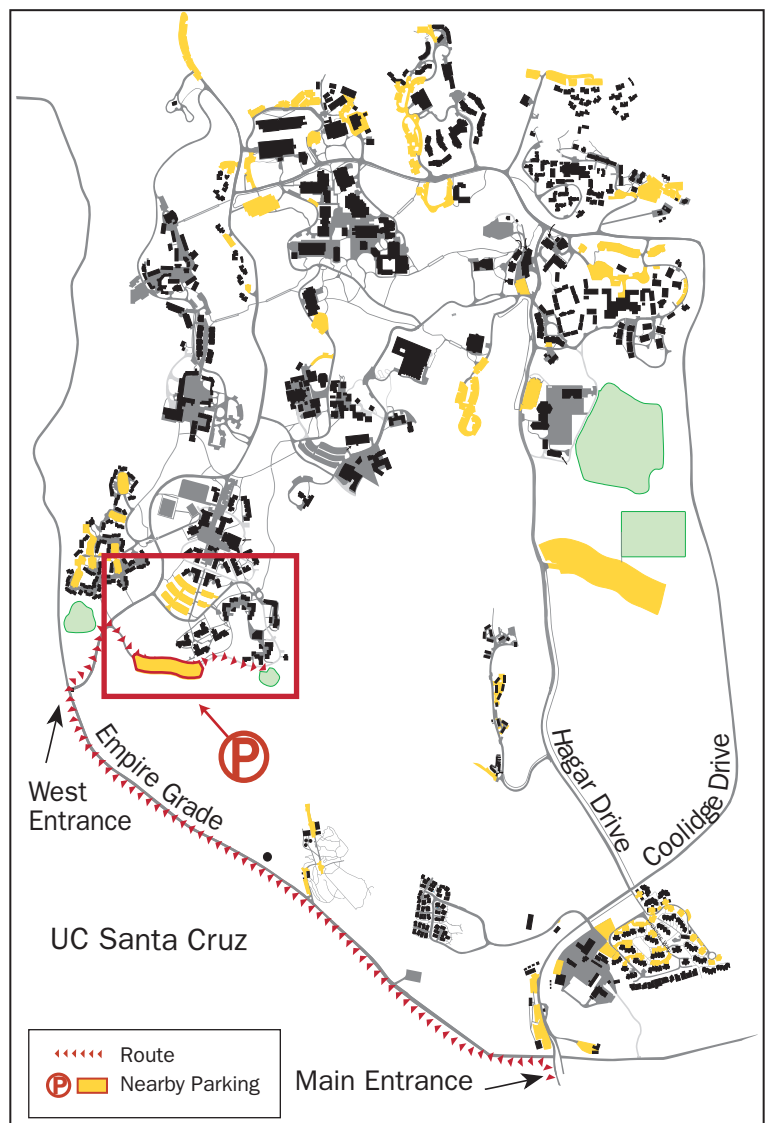 Hagar Drive
Coolidge Drive
Empire Grade
P
West
Entrance
UC Santa Cruz
Route
P Nearby Parking
Main Entrance